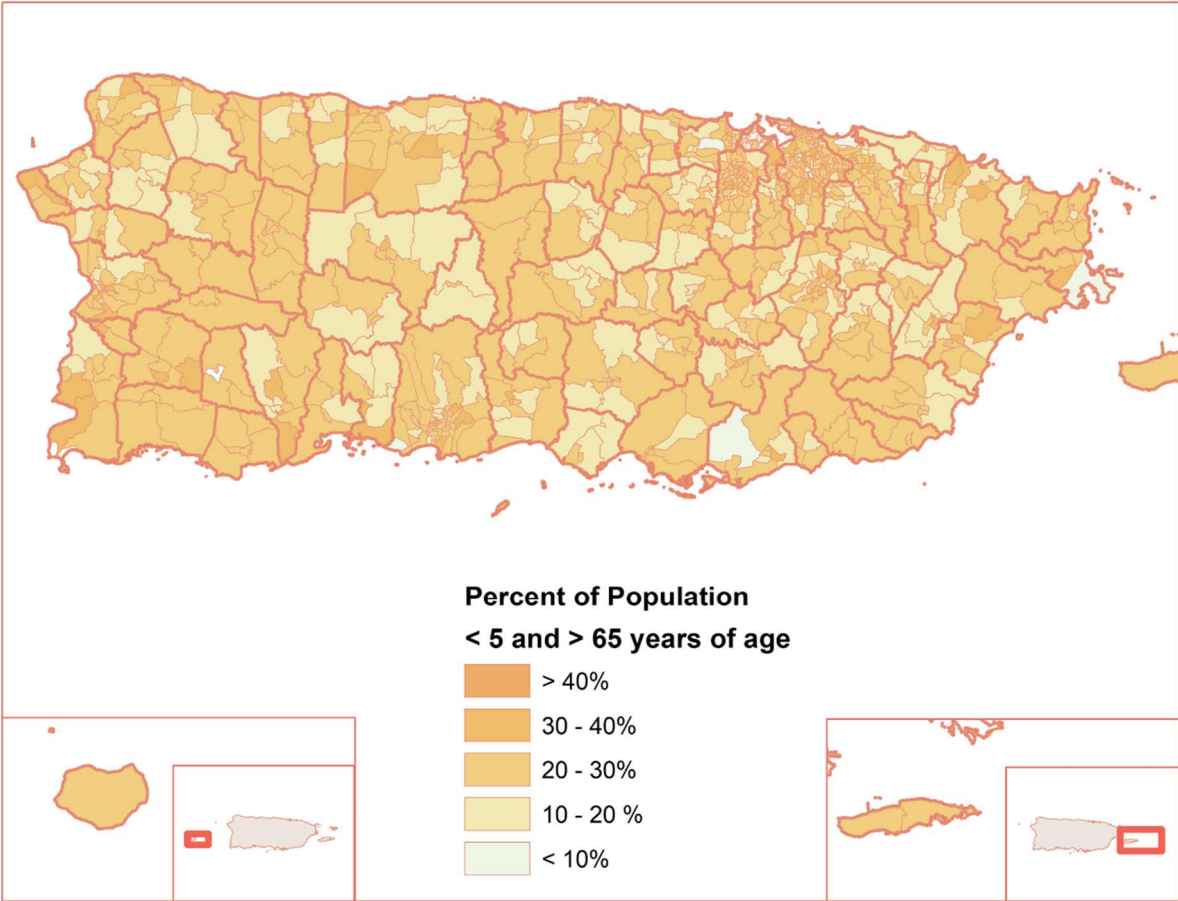 Percent of Population
< 5 and > 65 years of age
> 40%
30 - 40%
20 - 30%
10 - 20 %
< 10%